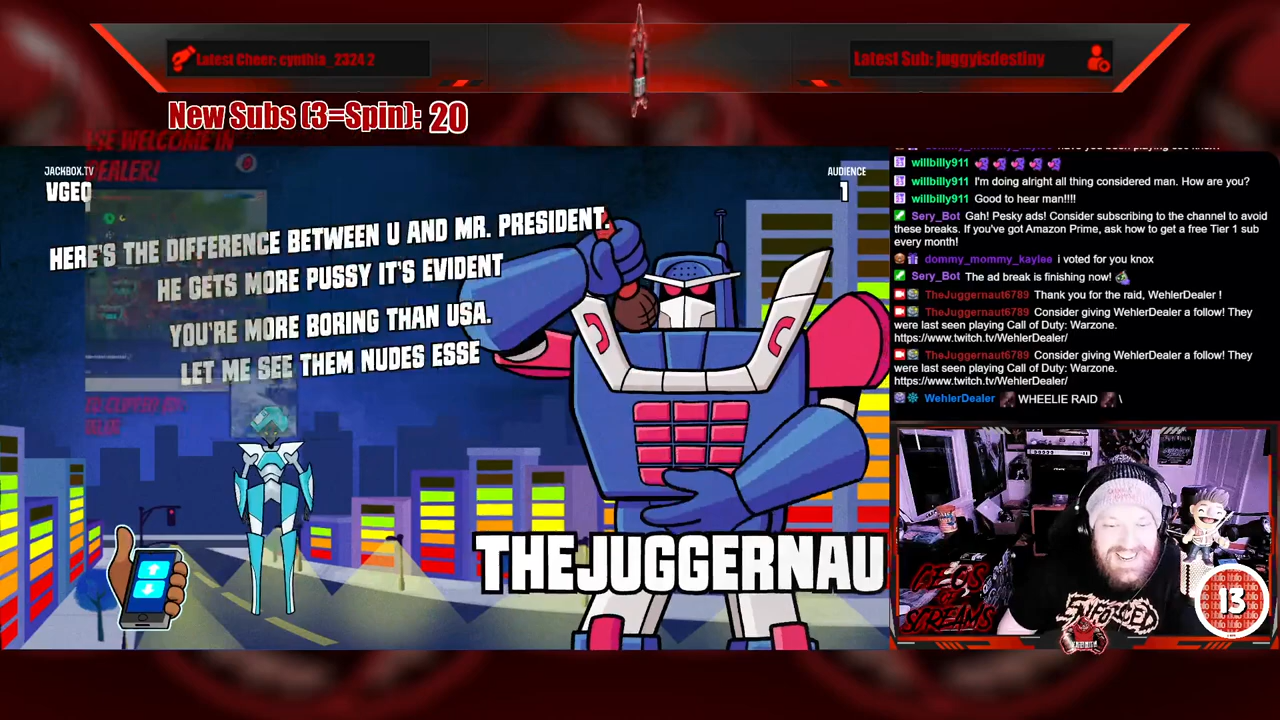 Latest Cheer: cynthia_2324 2
Latest Sub: juggyisdestiny
New Subs (3=Spin): 20
WELCOME IN
DEALER!
JACHBOX.TV
VGEQ
AUDIENCE
1
HERE'S THE DIFFERENCE BETWEEN U AND MR. PRESIDENT.
HE GETS MORE PUSSY IT'S EVIDENT
YOU'RE MORE BORING THAN USA.
LET ME SEE THEM NUDES ESSE
THEJUGGERNAU
willbilly911
willbilly911 I'm doing alright all thing considered man. How are you?
willbilly911 Good to hear man!!!!
Sery_Bot Gah! Pesky ads! Consider subscribing to the channel to avoid
these breaks. If you've got Amazon Prime, ask how to get a free Tier 1 sub
every month!
dommy_mommy_kaylee i voted for you knox
Sery_Bot The ad break is finishing now!
TheJuggernaut6789 Thank you for the raid, WehlerDealer !
TheJuggernaut6789 Consider giving WehlerDealer a follow! They
were last seen playing Call of Duty: Warzone.
https://www.twitch.tv/WehlerDealer/
TheJuggernaut6789 Consider giving WehlerDealer a follow! They
were last seen playing Call of Duty: Warzone.
https://www.twitch.tv/WehlerDealer/
WehlerDealer WHEELIE RAID \
SCREAMS
ENFORCED
13